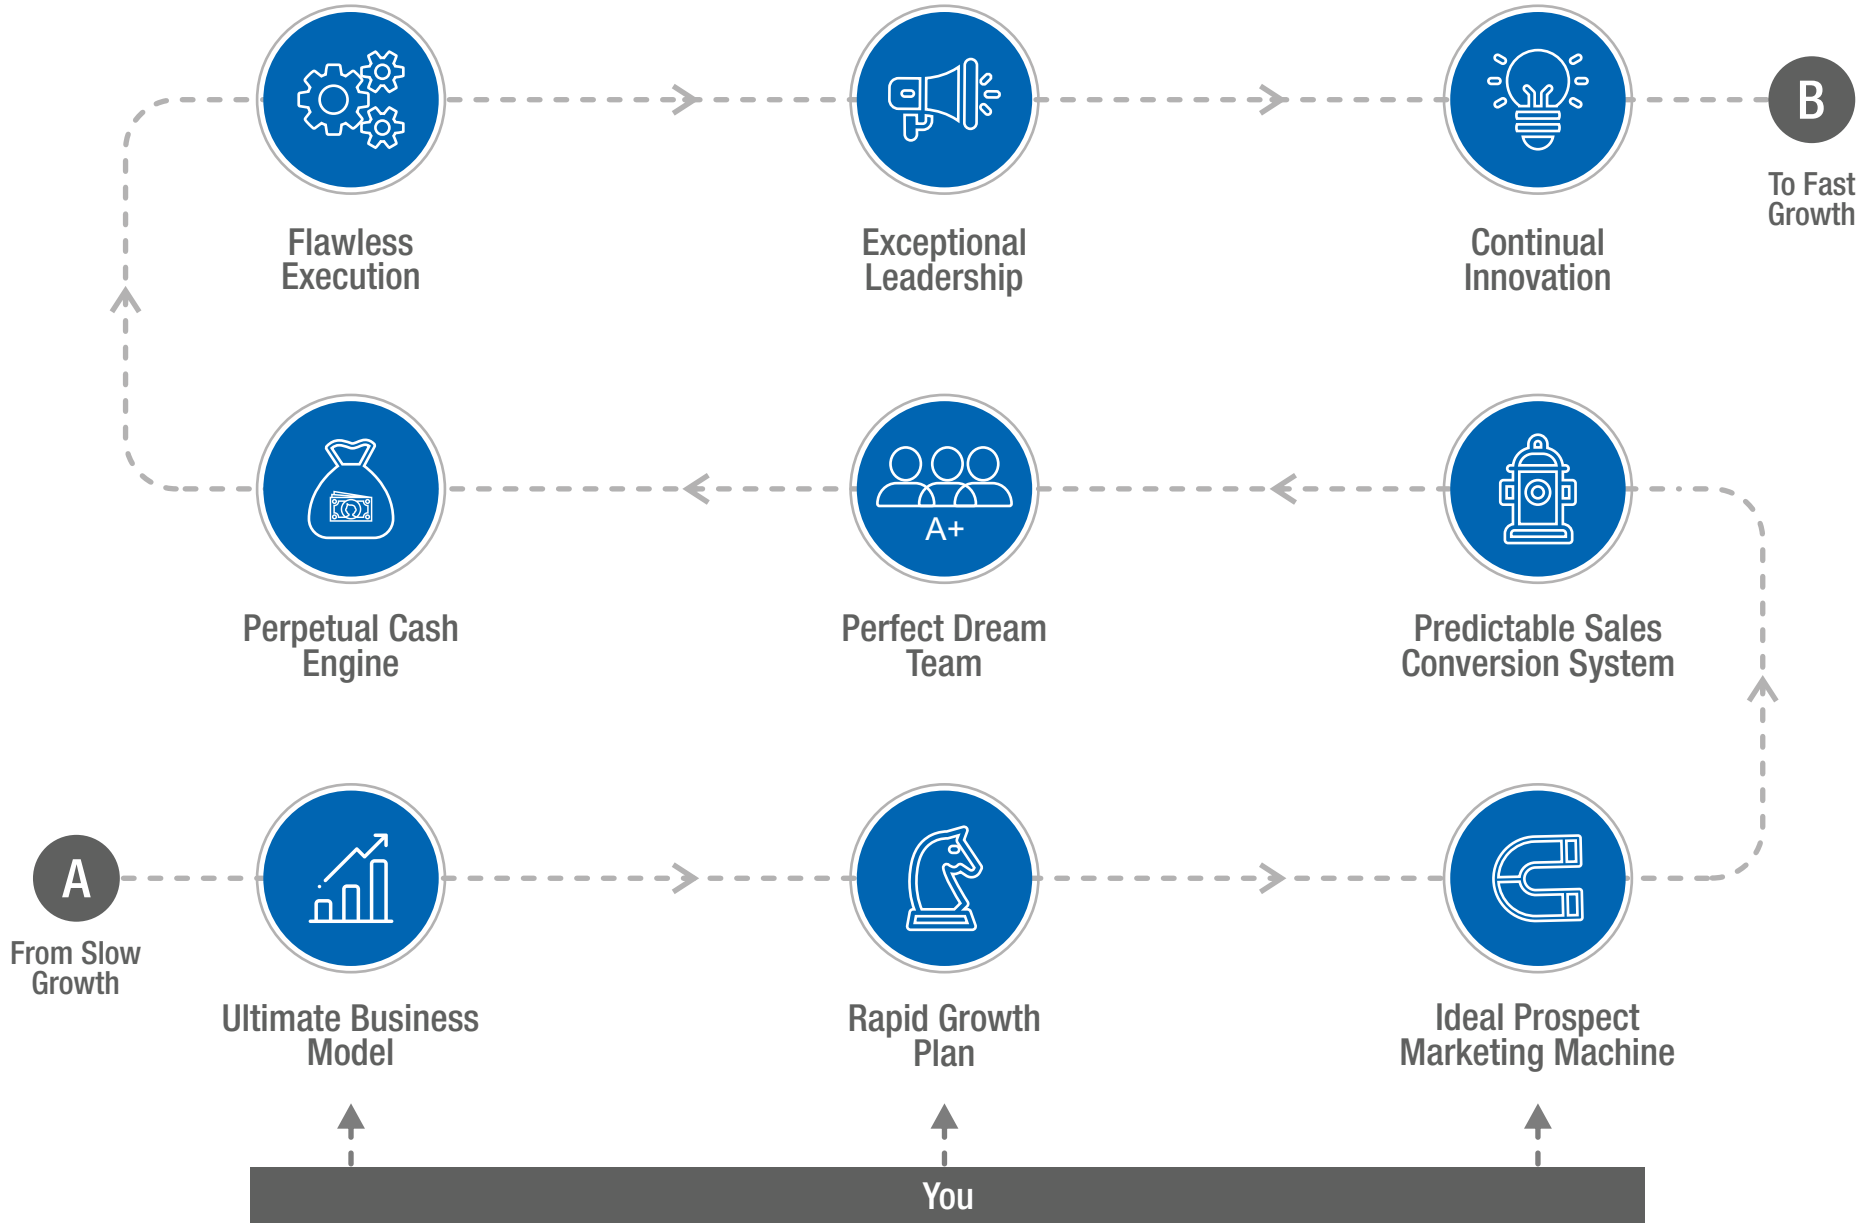 B
To Fast
Growth
Flawless
Execution
Exceptional
Leadership
Continual
Innovation
A+
Perpetual Cash
Engine
Perfect Dream
Team
Predictable Sales
Conversion System
A
From Slow
Growth
Ultimate Business
Model
Rapid Growth
Plan
Ideal Prospect
Marketing Machine
You